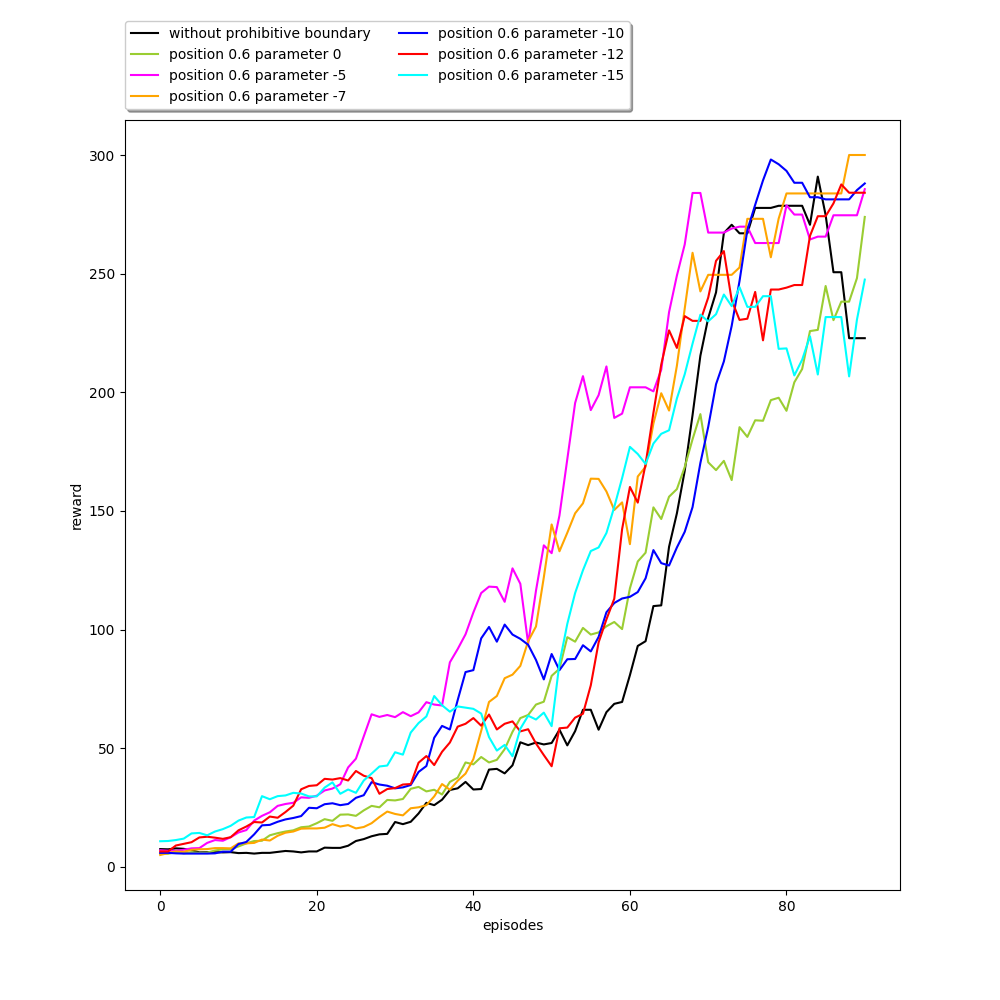 without prohibitive boundary
position 0.6 parameter 0
position 0.6 parameter -5
position 0.6 parameter -7
position 0.6 parameter -10
position 0.6 parameter -12
position 0.6 parameter -15
300
250
200
150
100
50
0
reward
0 20 40 60 80
episodes